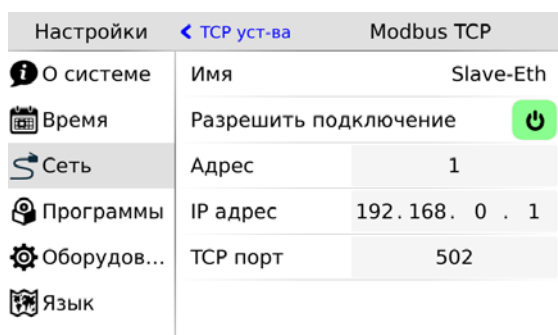 Настройки
TCP уст-ва
Modbus TCP
О системе
Имя
Slave-Eth
Время
Разрешить подключение
Сеть
Адрес
1
Программы
IP адрес
192.168. 0 . 1
Оборудов...
TCP порт
502
Язык